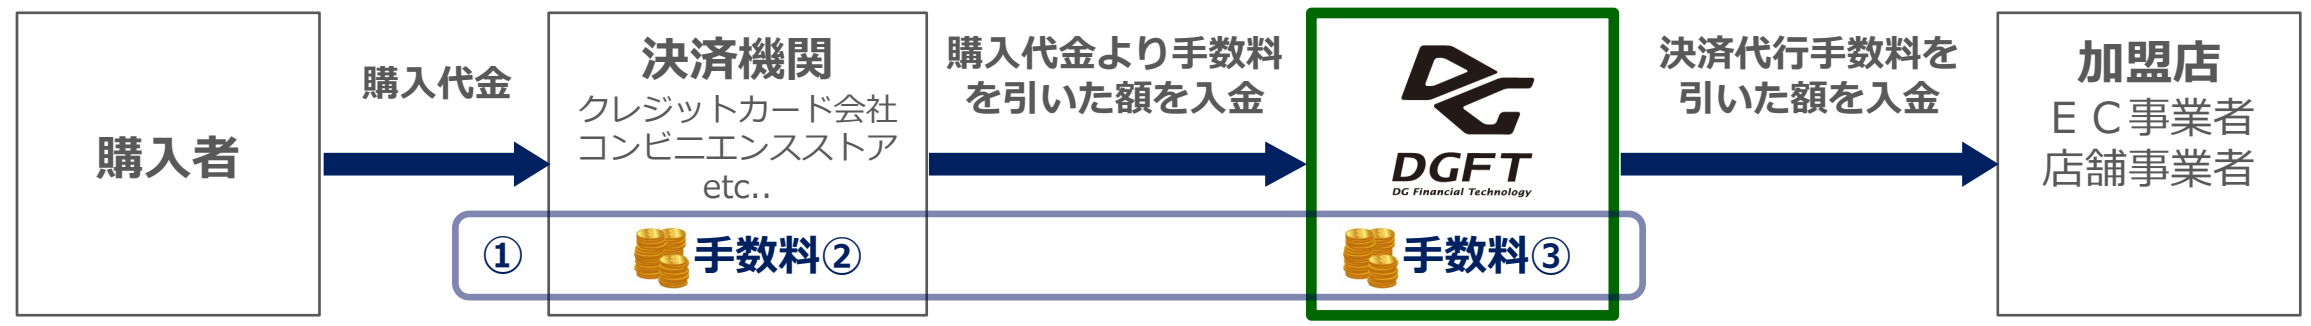 購入者
購入代金
決済機関
クレジットカード会社
コンビニエンスストア
etc..
購入代金より手数料
を引いた額を入金
DGFT
DG Financial Technology
決済代行手数料を
引いた額を入金
加盟店
ＥＣ事業者
店舗事業者
①
手数料②
手数料③